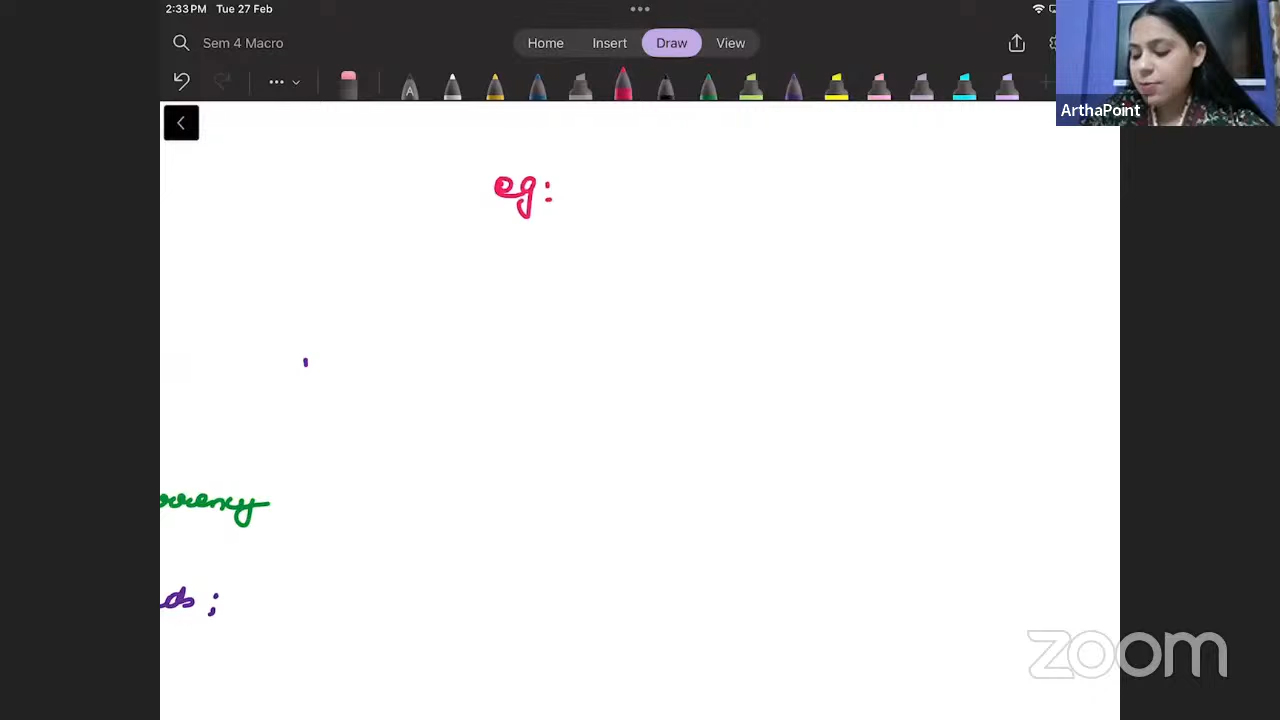 2:33 PM Tue 27 Feb
Sem 4 Macro
Home Insert Draw View
A
ArthaPoint
eg:
zoom